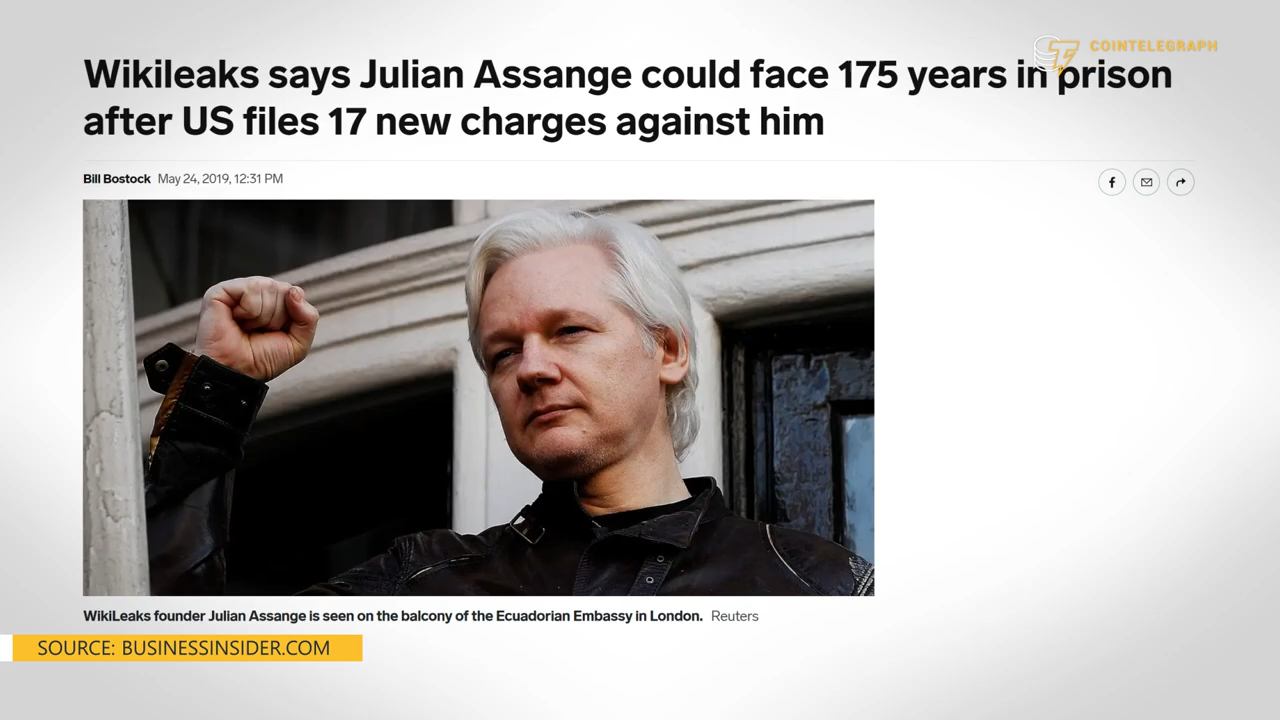 COINTELEGRAPH
Wikileaks says Julian Assange could face 175 years in prison
after US files 17 new charges against him
Bill Bostock May 24, 2019, 12:31 PM
WikiLeaks founder Julian Assange is seen on the balcony of the Ecuadorian Embassy in London. Reuters
SOURCE: BUSINESSINSIDER.COM